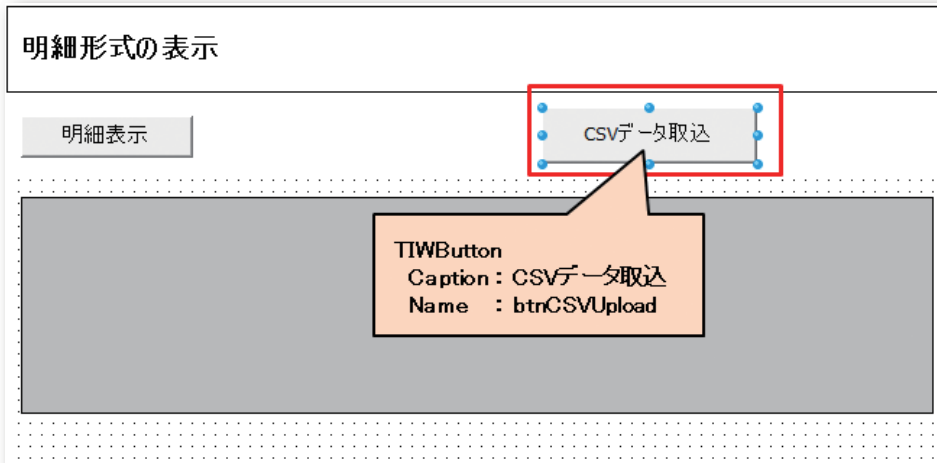 明細形式の表示
明細表示
CSVデータ取込
TIWButton
Caption：CSVデータ取込
Name ：btnCSVUpload